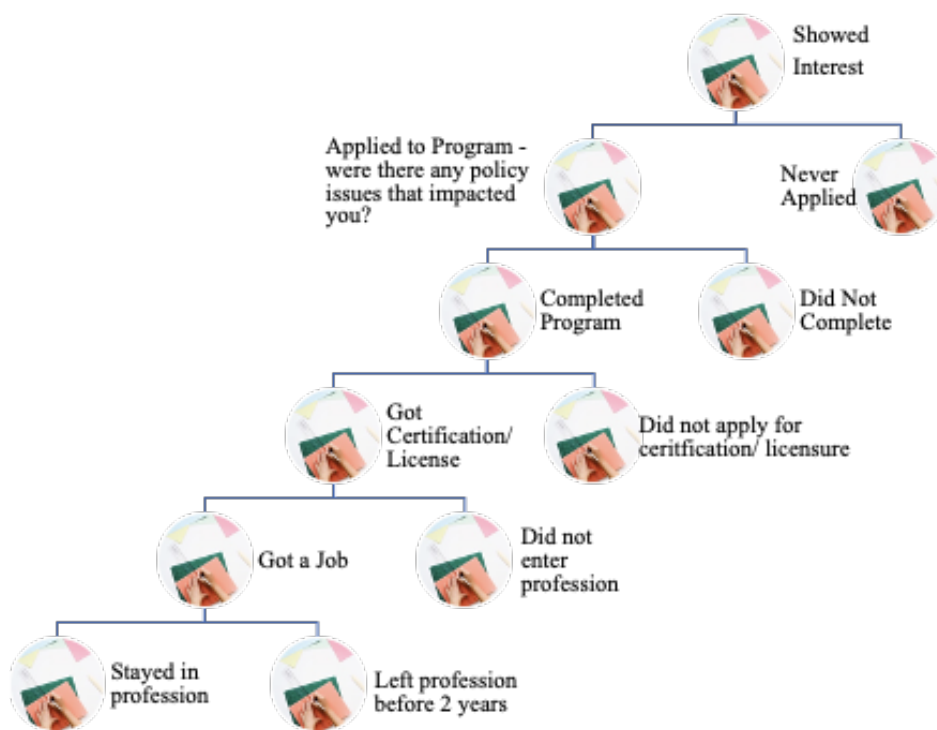 Showed
Interest
Applied to Program -
were there any policy
issues that impacted
you?
Never
Applied
Completed
Program
Did Not
Complete
Got
Certification/
License
Did not apply for
ceritfication/ licensure
Got a Job
Did not
enter
profession
Stayed in
profession
Left profession
before 2 years